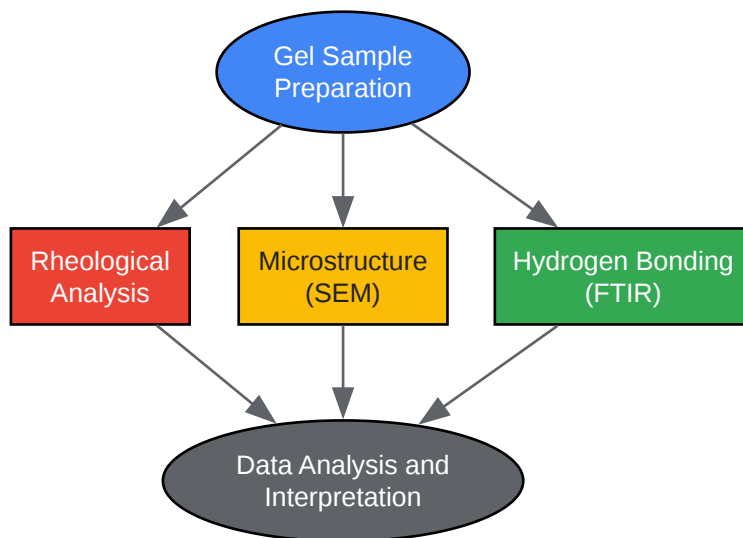 Gel Sample
Preparation
Rheological
Analysis
Microstructure
(SEM)
Hydrogen Bonding
(FTIR)
Data Analysis and
Interpretation